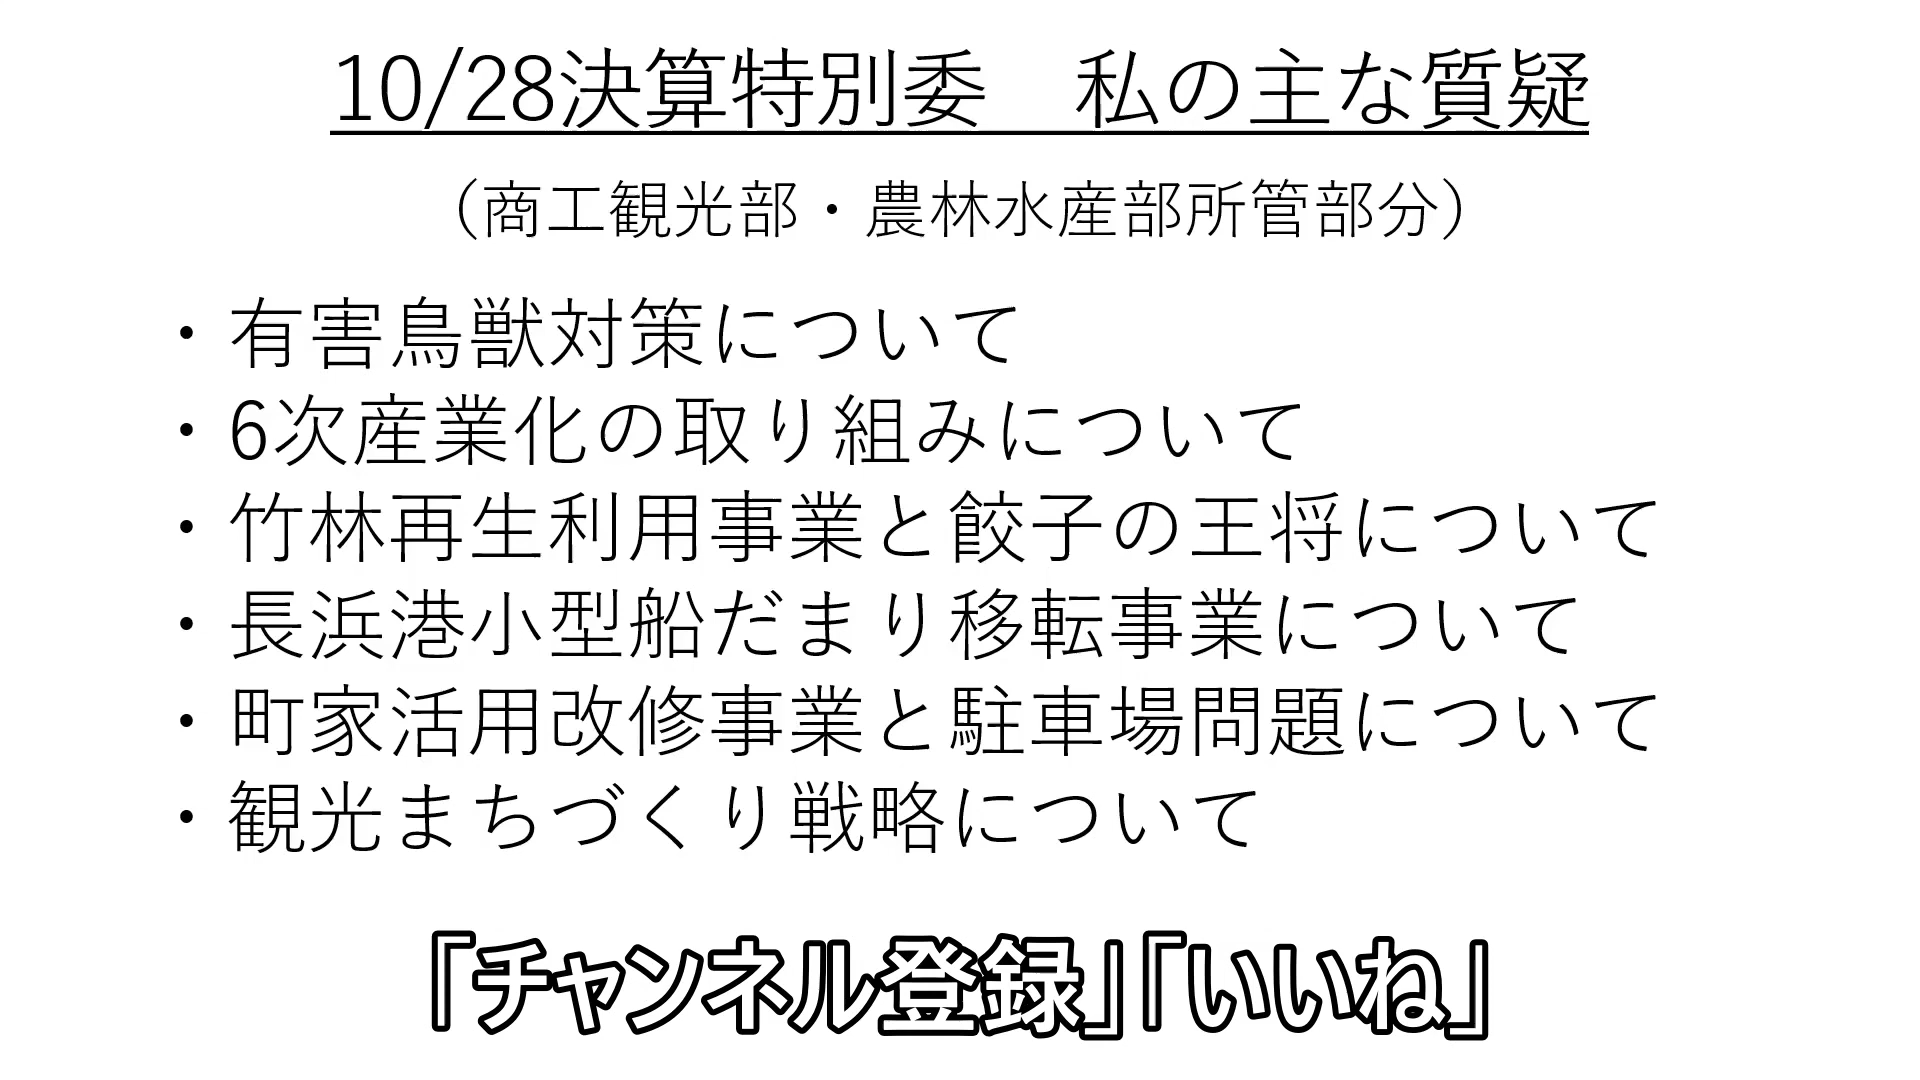 10/28決算特別委　私の主な質疑
（商工観光部・農林水産部所管部分）
・有害鳥獣対策について
・6次産業化の取り組みについて
・竹林再生利用事業と餃子の王将について
・長浜港小型船だまり移転事業について
・町家活用改修事業と駐車場問題について
・観光まちづくり戦略について
「チャンネル登録」「いいね」